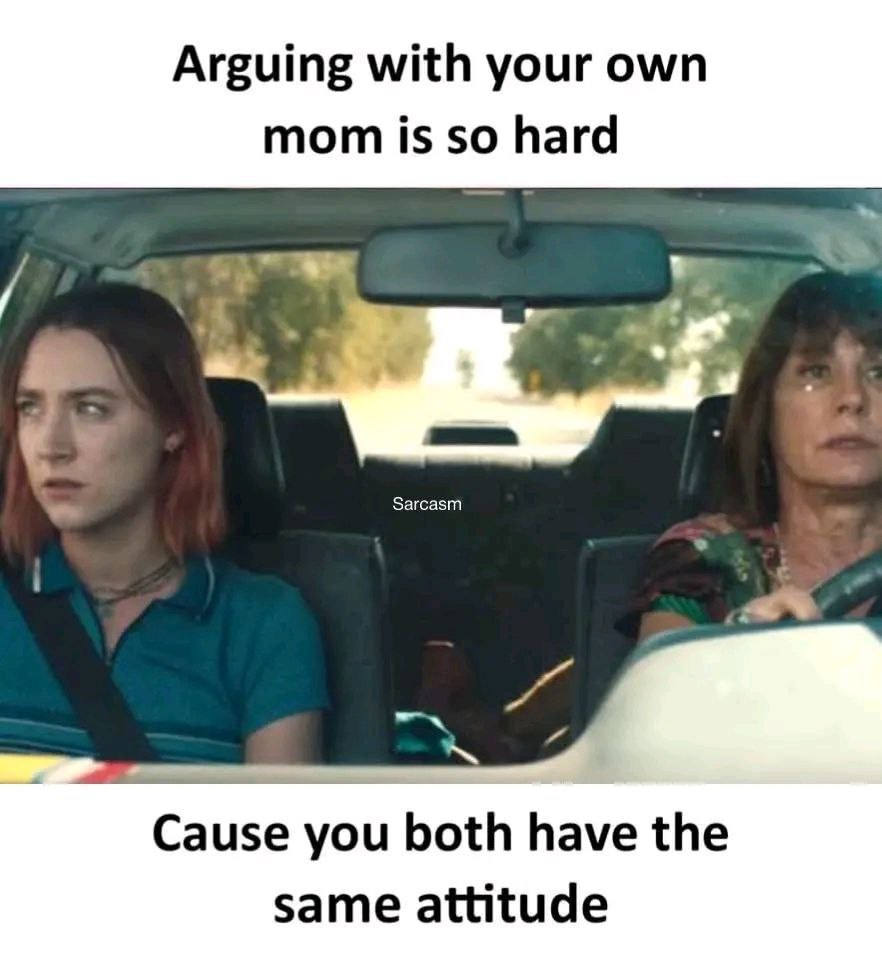 Arguing with your own
mom is so hard
Sarcasm
Cause you both have the
same attitude